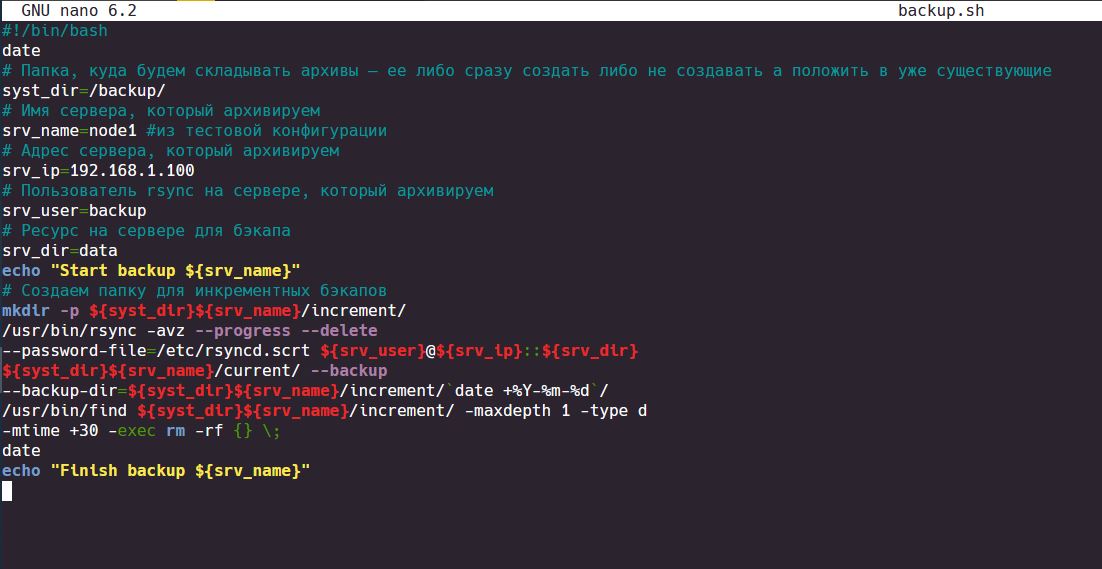 GNU nano 6.2 backup.sh
#!/bin/bash
date
# Папка, куда будем складывать архивы — ее либо сразу создать либо не создавать а положить в уже существующие
syst_dir=/backup/
# Имя сервера, который архивируем
srv_name=node1 #из тестовой конфигурации
# Адрес сервера, который архивируем
srv_ip=192.168.1.100
# Пользователь rsync на сервере, который архивируем
srv_user=backup
# Ресурс на сервере для бэкапа
srv_dir=data
echo "Start backup ${srv_name}"
# Создаем папку для инкрементных бэкапов
mkdir -p ${syst_dir}${srv_name}/increment/
/usr/bin/rsync -avz --progress --delete
--password-file=/etc/rsyncd.scrt ${srv_user}@${srv_ip}::${srv_dir}
${syst_dir}${srv_name}/current/ --backup
--backup-dir=${syst_dir}${srv_name}/increment/`date +%Y-%m-%d`/
/usr/bin/find ${syst_dir}${srv_name}/increment/ -maxdepth 1 -type d
-mtime +30 -exec rm -rf {} \;
date
echo "Finish backup ${srv_name}"